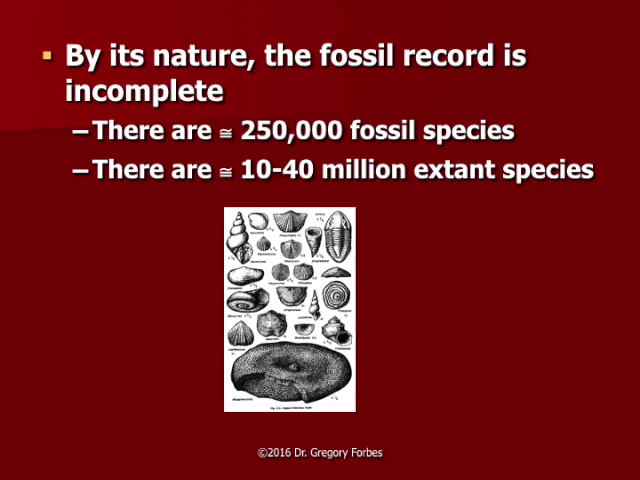 ▪ By its nature, the fossil record is
incomplete
– There are ≅ 250,000 fossil species
– There are ≅ 10-40 million extant species
©2016 Dr. Gregory Forbes